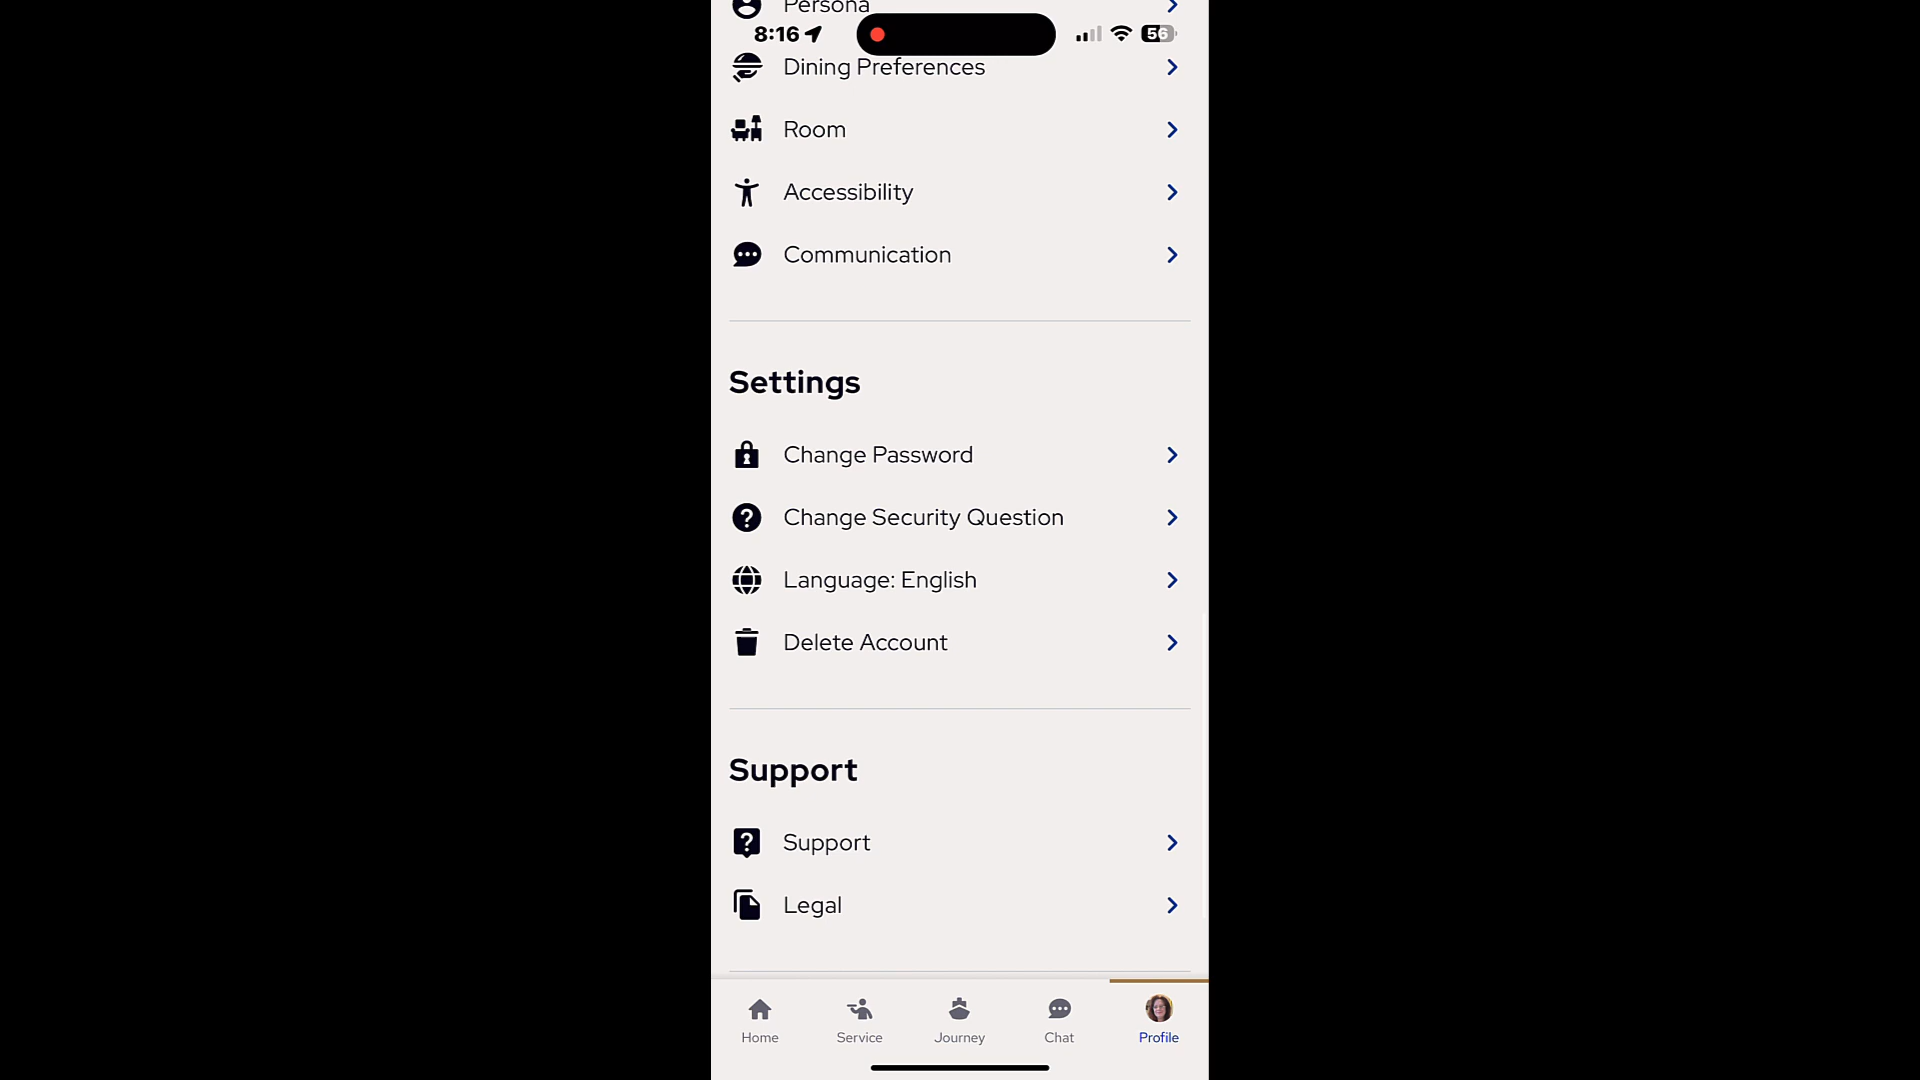 Persona
8:16
56
Dining Preferences
Room
Accessibility
Communication
Settings
Change Password
Change Security Question
Language: English
Delete Account
Support
Support
Legal
Home
Service
Journey
Chat
Profile